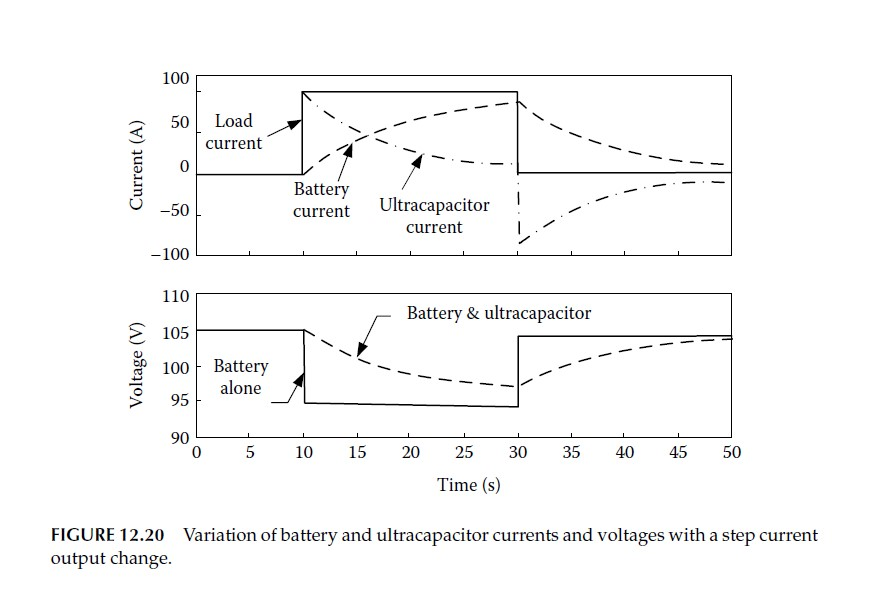 100
50
0
−50
−100
Current (A)
Load
current
Battery
current
Ultracapacitor
current
110
105
100
95
90
Voltage (V)
Battery & ultracapacitor
Battery
alone
0 5 10 15 20 25 30 35 40 45 50
Time (s)
FIGURE 12.20 Variation of battery and ultracapacitor currents and voltages with a step current
output change.